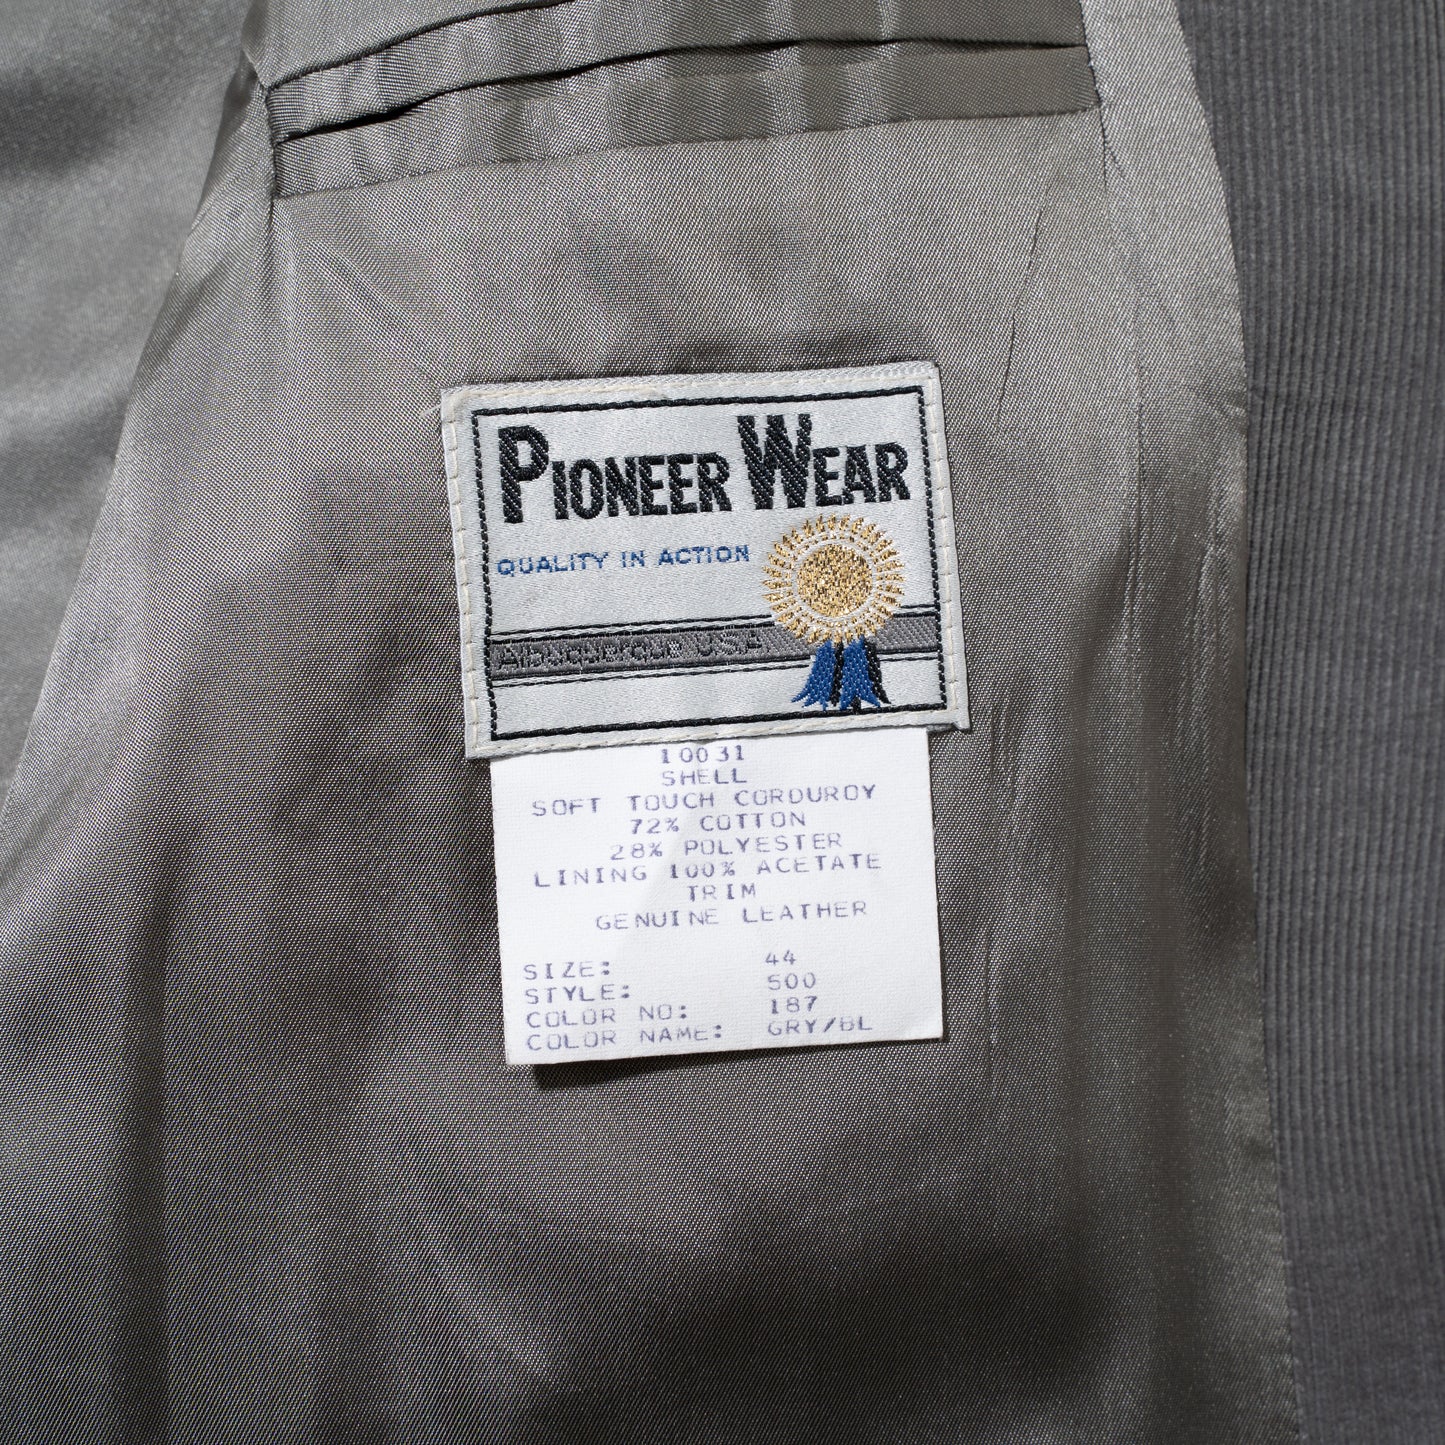 PIONEER WEAR
QUALITY IN ACTION
Albuquerque USA
10031
SHELL
SOFT TOUCH CORDUROY
72% COTTON
28% POLYESTER
LINING 100% ACETATE
TRIM
GENUINE LEATHER
SIZE: 44
STYLE: 500
COLOR NO: 187
COLOR NAME: GRY/BL